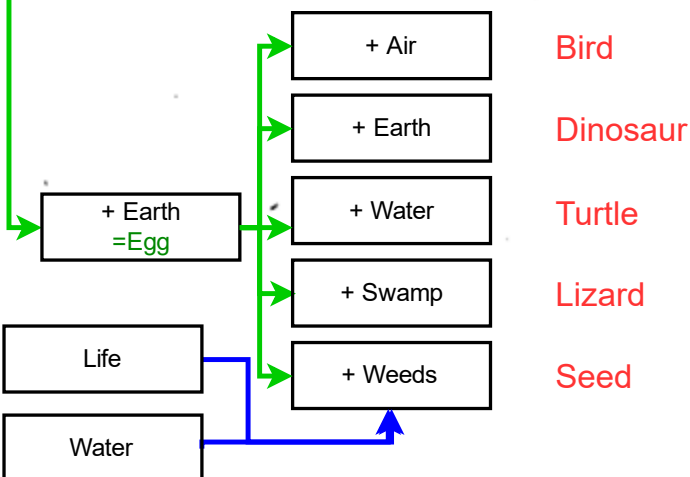 + Air
Bird
+ Earth
Dinosaur
+ Earth
=Egg
+ Water
Turtle
+ Swamp
Lizard
Life
+ Weeds
Seed
Water